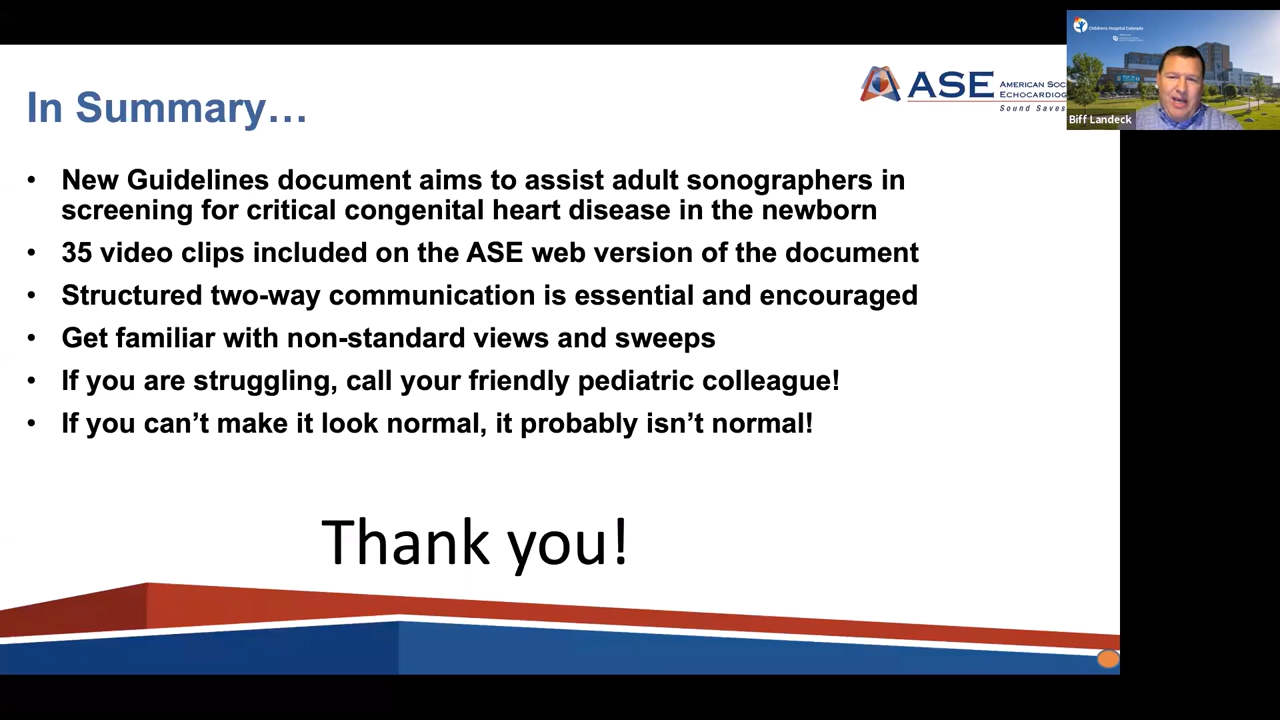 In Summary…
ASE
AMERICAN SOC
ECHOCARDIOG
Sound Saves
Children's Hospital Colorado
Biff Landeck
• New Guidelines document aims to assist adult sonographers in
screening for critical congenital heart disease in the newborn
• 35 video clips included on the ASE web version of the document
• Structured two-way communication is essential and encouraged
• Get familiar with non-standard views and sweeps
• If you are struggling, call your friendly pediatric colleague!
• If you can’t make it look normal, it probably isn’t normal!
Thank you!